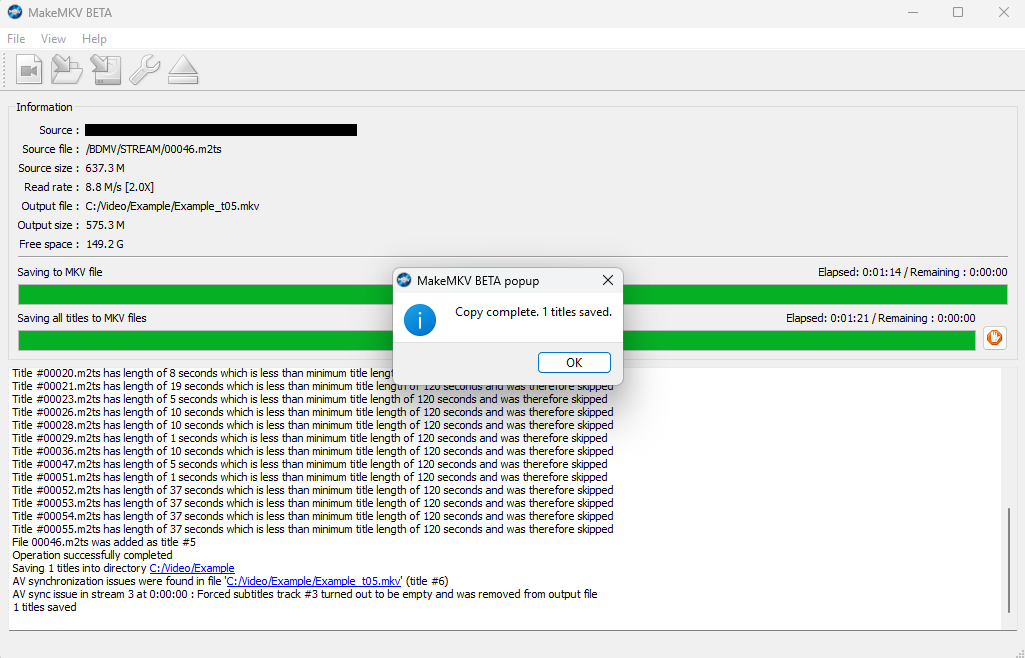 MakeMKV BETA
File View Help
Information
Source :
Source file : /BDMV/STREAM/00046.m2ts
Source size : 637.3 M
Read rate : 8.8 M/s [2.0X]
Output file : C:/Video/Example/Example_t05.mkv
Output size : 575.3 M
Free space : 149.2 G
Saving to MKV file Elapsed: 0:01:14 / Remaining : 0:00:00
Saving all titles to MKV files Elapsed: 0:01:21 / Remaining : 0:00:00
MakeMKV BETA popup
Copy complete. 1 titles saved.
OK
Title #00020.m2ts has length of 8 seconds which is less than minimum title leng
Title #00021.m2ts has length of 19 seconds which is less than minimum title length of 120 seconds and was therefore skipped
Title #00023.m2ts has length of 5 seconds which is less than minimum title length of 120 seconds and was therefore skipped
Title #00026.m2ts has length of 10 seconds which is less than minimum title length of 120 seconds and was therefore skipped
Title #00028.m2ts has length of 10 seconds which is less than minimum title length of 120 seconds and was therefore skipped
Title #00029.m2ts has length of 1 seconds which is less than minimum title length of 120 seconds and was therefore skipped
Title #00036.m2ts has length of 10 seconds which is less than minimum title length of 120 seconds and was therefore skipped
Title #00047.m2ts has length of 5 seconds which is less than minimum title length of 120 seconds and was therefore skipped
Title #00051.m2ts has length of 1 seconds which is less than minimum title length of 120 seconds and was therefore skipped
Title #00052.m2ts has length of 37 seconds which is less than minimum title length of 120 seconds and was therefore skipped
Title #00053.m2ts has length of 37 seconds which is less than minimum title length of 120 seconds and was therefore skipped
Title #00054.m2ts has length of 37 seconds which is less than minimum title length of 120 seconds and was therefore skipped
Title #00055.m2ts has length of 37 seconds which is less than minimum title length of 120 seconds and was therefore skipped
File 00046.m2ts was added as title #5
Operation successfully completed
Saving 1 titles into directory C:/Video/Example
AV synchronization issues were found in file 'C:/Video/Example/Example_t05.mkv' (title #6)
AV sync issue in stream 3 at 0:00:00 : Forced subtitles track #3 turned out to be empty and was removed from output file
1 titles saved